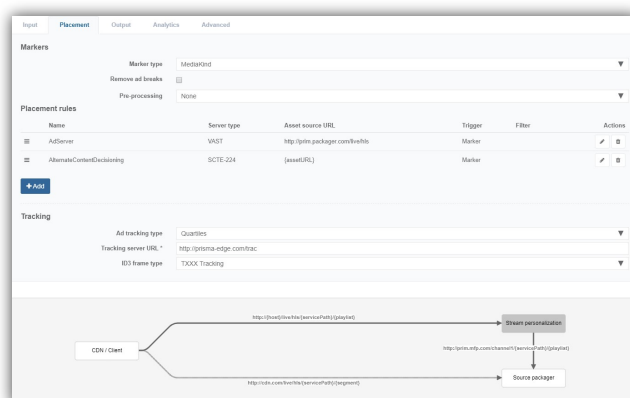 Input Placement Output Analytics Advanced
Markers
Marker type MediaKind
Remove ad breaks
Pre-processing None
Placement rules
Name Server type Asset source URL Trigger Filter Actions
AdServer VAST http://prim.packager.com/live/hls Marker
AlternateContentDecisioning SCTE-224 {assetURL} Marker
+ Add
Tracking
Ad tracking type Quartiles
Tracking server URL * http://prisma-edge.com/trac
ID3 frame type TXXX Tracking
http://{host}/live/hls/{servicePath}/{playlist}
Stream personalization
CDN / Client
http://prim.mfp.com/channel1/{servicePath}/{playlist}
Source packager
http://cdn.com/live/hls/{servicePath}/{segment}